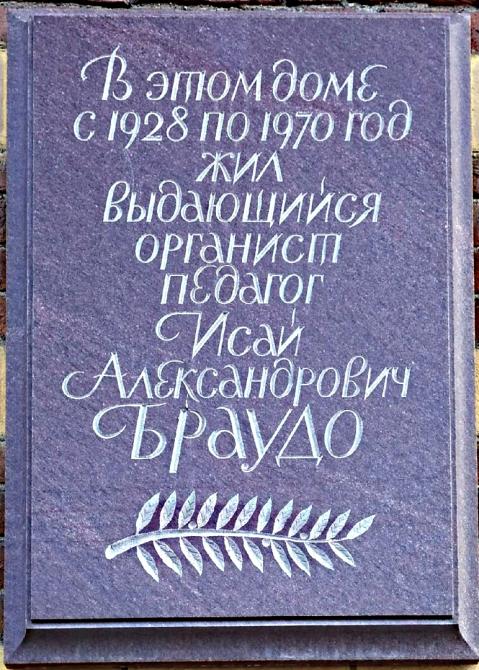 В этом доме
с 1928 по 1970 год
жил
выдающийся
органист
педагог
Исай
Александрович
Браудо